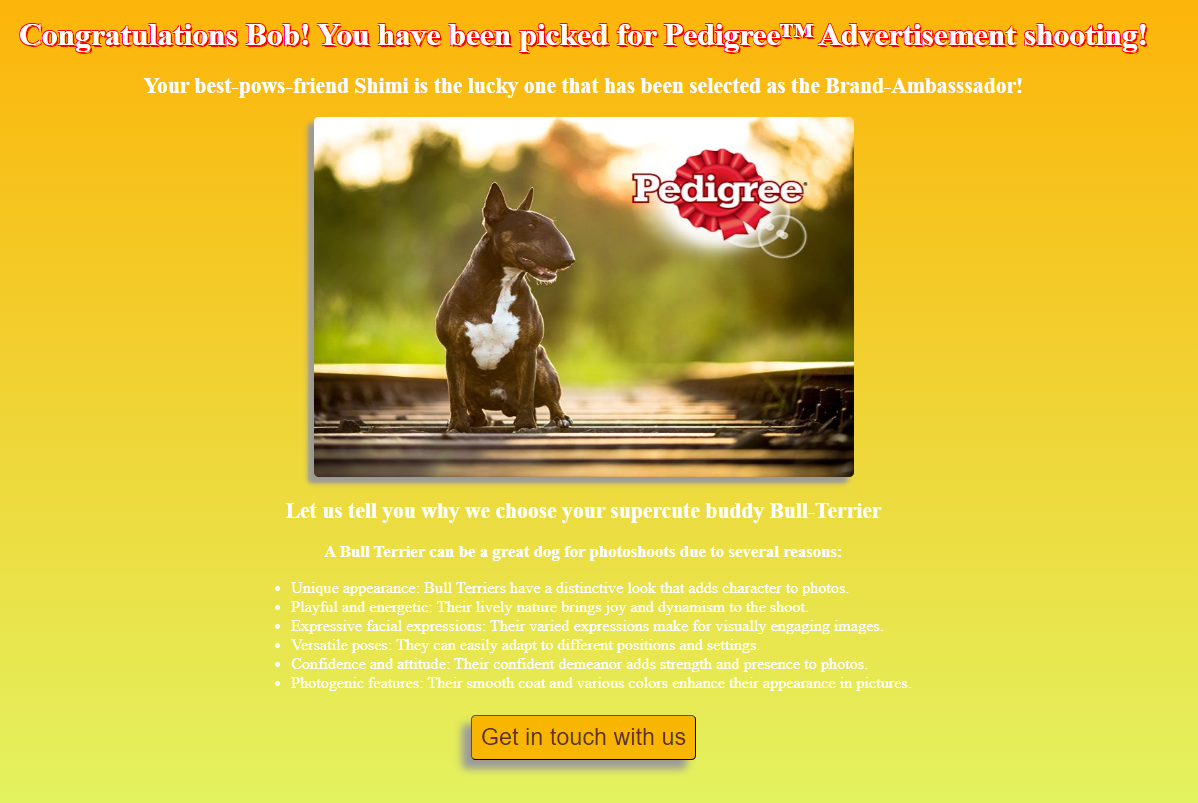 Congratulations Bob! You have been picked for Pedigree™ Advertisement shooting!
Your best-pows-friend Shimi is the lucky one that has been selected as the Brand-Ambasssador!
Pedigree
Let us tell you why we choose your supercute buddy Bull-Terrier
A Bull Terrier can be a great dog for photoshoots due to several reasons:
• Unique appearance: Bull Terriers have a distinctive look that adds character to photos.
• Playful and energetic: Their lively nature brings joy and dynamism to the shoot.
• Expressive facial expressions: Their varied expressions make for visually engaging images.
• Versatile poses: They can easily adapt to different positions and settings.
• Confidence and attitude: Their confident demeanor adds strength and presence to photos.
• Photogenic features: Their smooth coat and various colors enhance their appearance in pictures.
Get in touch with us